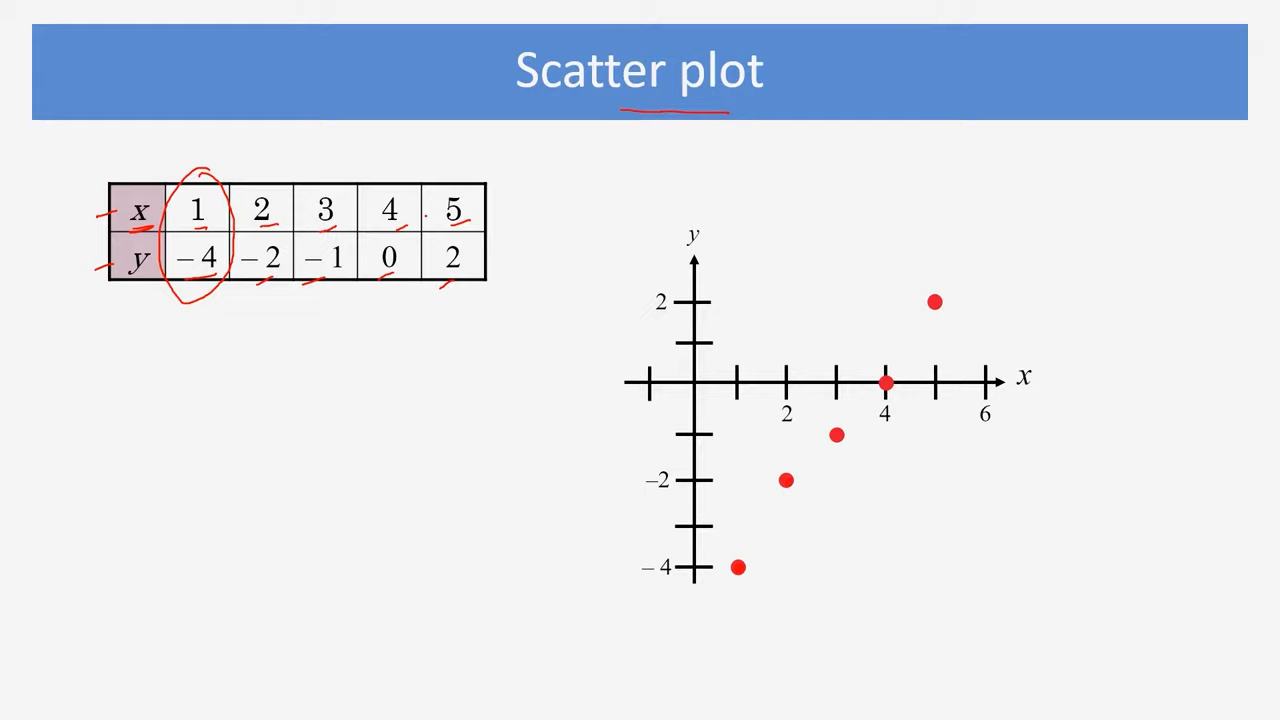 Scatter plot
x 1 2 3 4 5
y – 4 – 2 – 1 0 2
y
2
x
2 4 6
–2
– 4